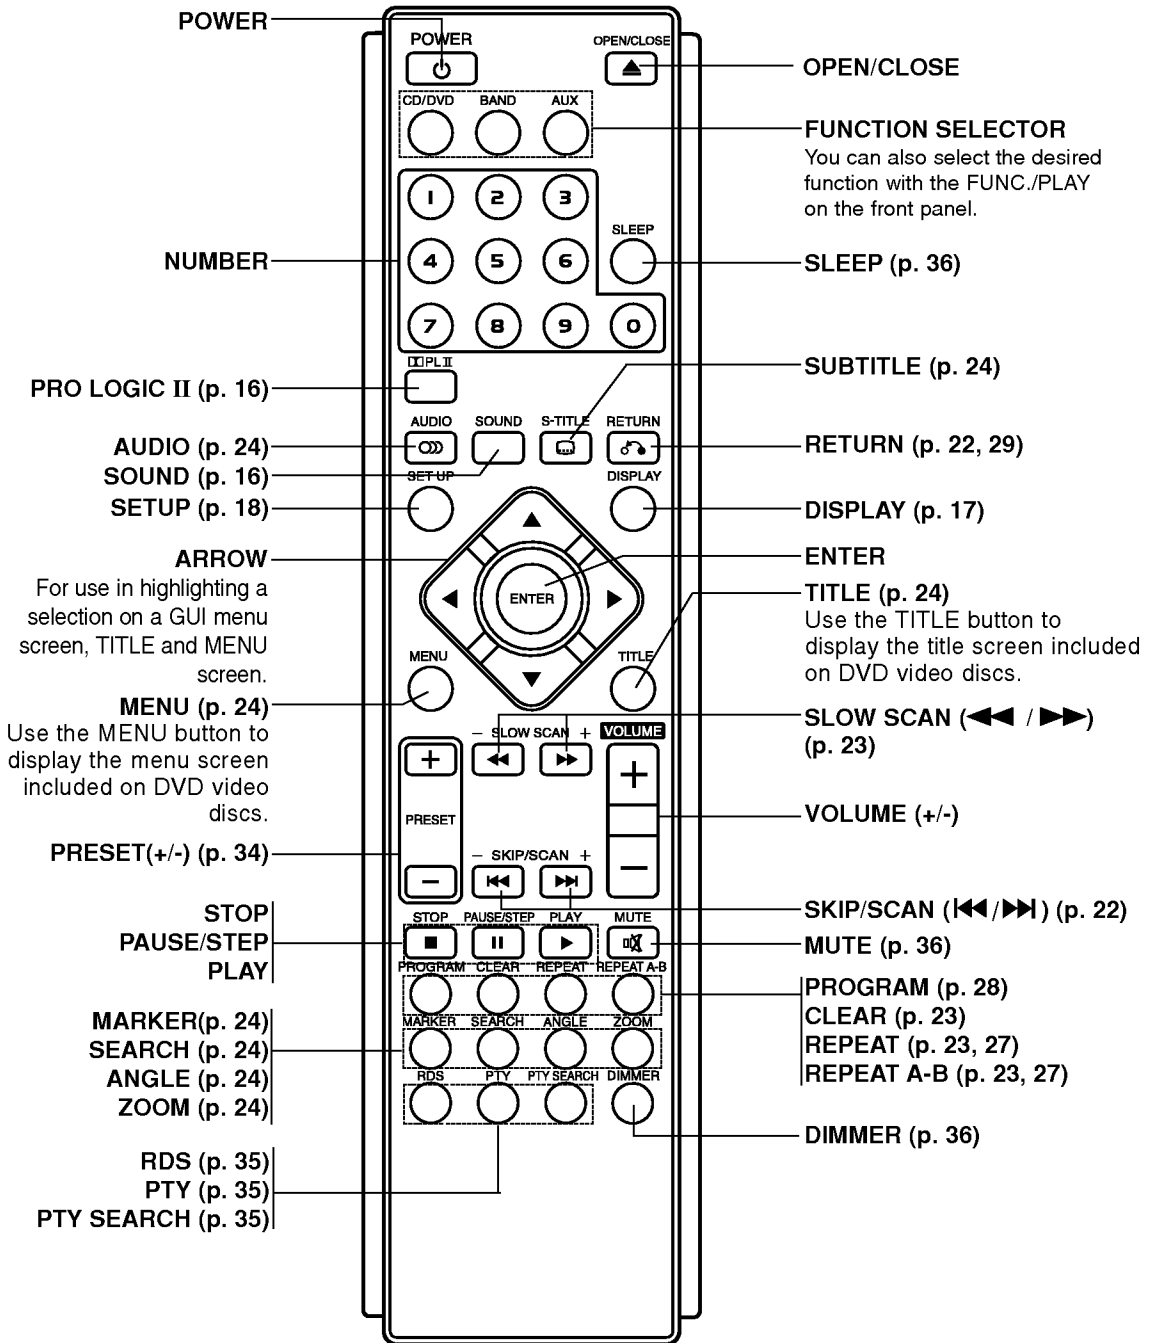 POWER
OPEN/CLOSE
FUNCTION SELECTOR
You can also select the desired
function with the FUNC./PLAY
on the front panel.
NUMBER
SLEEP (p. 36)
SUBTITLE (p. 24)
PRO LOGIC II (p. 16)
AUDIO (p. 24)
SOUND (p. 16)
SETUP (p. 18)
RETURN (p. 22, 29)
DISPLAY (p. 17)
ARROW
For use in highlighting a
selection on a GUI menu
screen, TITLE and MENU
screen.
MENU (p. 24)
Use the MENU button to
display the menu screen
included on DVD video
discs.
ENTER
TITLE (p. 24)
Use the TITLE button to
display the title screen included
on DVD video discs.
SLOW SCAN (◀◀ / ▶▶)
(p. 23)
VOLUME (+/-)
PRESET(+/-) (p. 34)
STOP
PAUSE/STEP
PLAY
SKIP/SCAN (|◀◀/▶▶|) (p. 22)
MUTE (p. 36)
MARKER(p. 24)
SEARCH (p. 24)
ANGLE (p. 24)
ZOOM (p. 24)
PROGRAM (p. 28)
CLEAR (p. 23)
REPEAT (p. 23, 27)
REPEAT A-B (p. 23, 27)
DIMMER (p. 36)
RDS (p. 35)
PTY (p. 35)
PTY SEARCH (p. 35)
POWER OPEN/CLOSE
CD/DVD BAND AUX
1 2 3
SLEEP
4 5 6
7 8 9 0
PL II
AUDIO SOUND S-TITLE RETURN
SET UP DISPLAY
ENTER
MENU TITLE
- SLOW SCAN + VOLUME
+ +
PRESET
- SKIP/SCAN +
- -
STOP PAUSE/STEP PLAY MUTE
PROGRAM CLEAR REPEAT REPEAT A-B
MARKER SEARCH ANGLE ZOOM
RDS PTY PTY SEARCH DIMMER